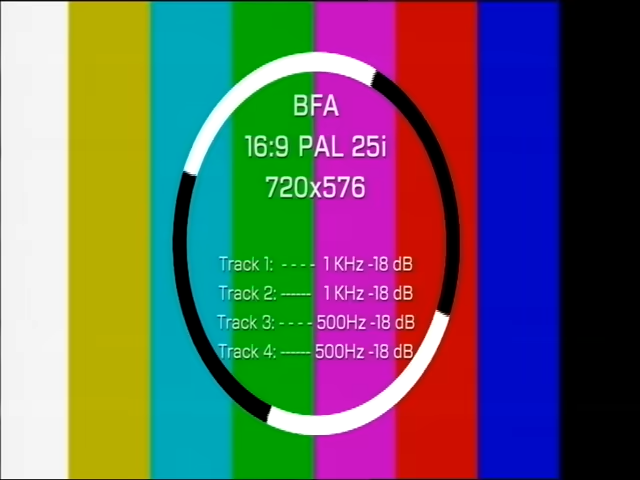 BFA
16:9 PAL 25i
720x576
Track 1: - - - - 1 KHz -18 dB
Track 2: ------ 1 KHz -18 dB
Track 3: - - - - 500Hz -18 dB
Track 4: ------ 500Hz -18 dB